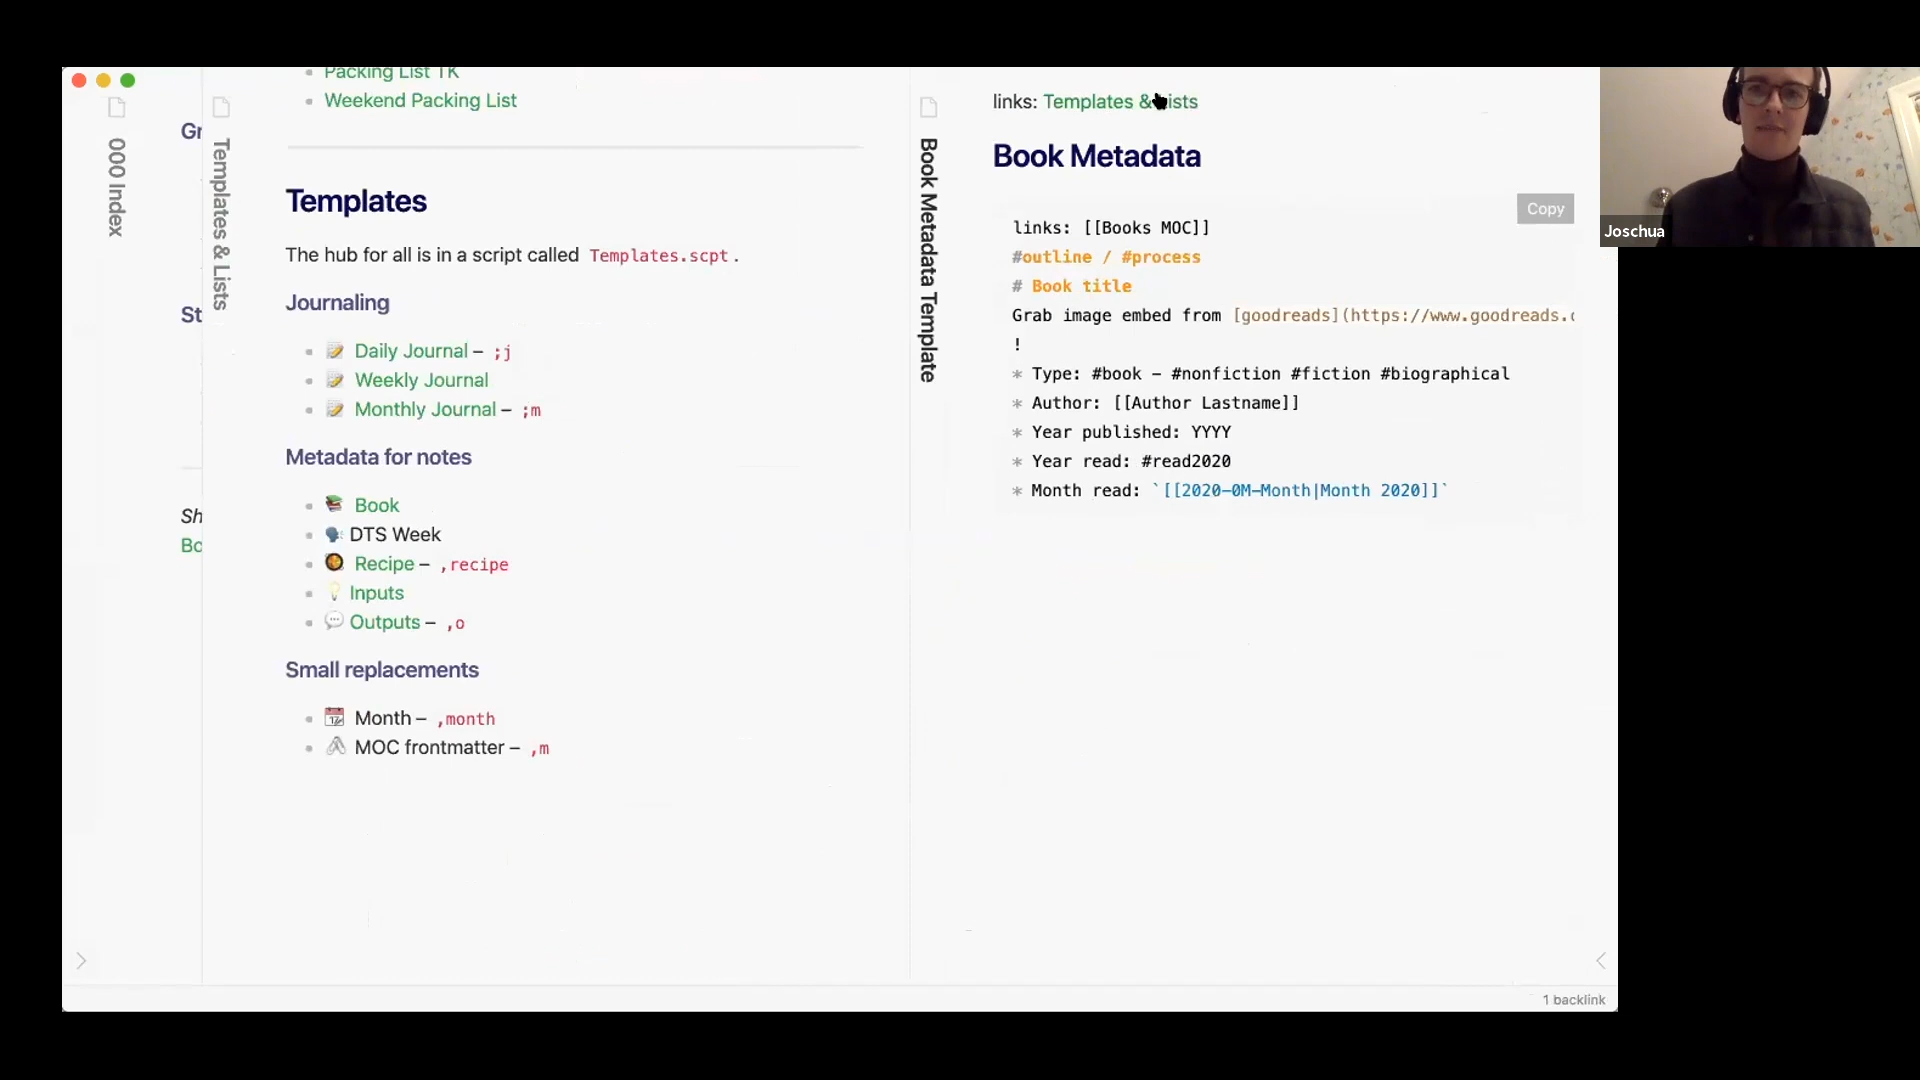 000 Index
Gr
St
Sh
Bo
Templates & Lists
Packing List TK
Weekend Packing List
Templates
The hub for all is in a script called Templates.scpt.
Journaling
📝 Daily Journal – ;j
📝 Weekly Journal
📝 Monthly Journal – ;m
Metadata for notes
📚 Book
🗣 DTS Week
🥘 Recipe – ,recipe
💡 Inputs
💬 Outputs – ,o
Small replacements
📆 Month – ,month
🖇 MOC frontmatter – ,m
Book Metadata Template
links: Templates & Lists
Book Metadata
Copy
links: [[Books MOC]]
#outline / #process
# Book title
Grab image embed from [goodreads](https://www.goodreads.c
!
* Type: #book – #nonfiction #fiction #biographical
* Author: [[Author Lastname]]
* Year published: YYYY
* Year read: #read2020
* Month read: `[[2020-0M-Month|Month 2020]]`
1 backlink
Joschua